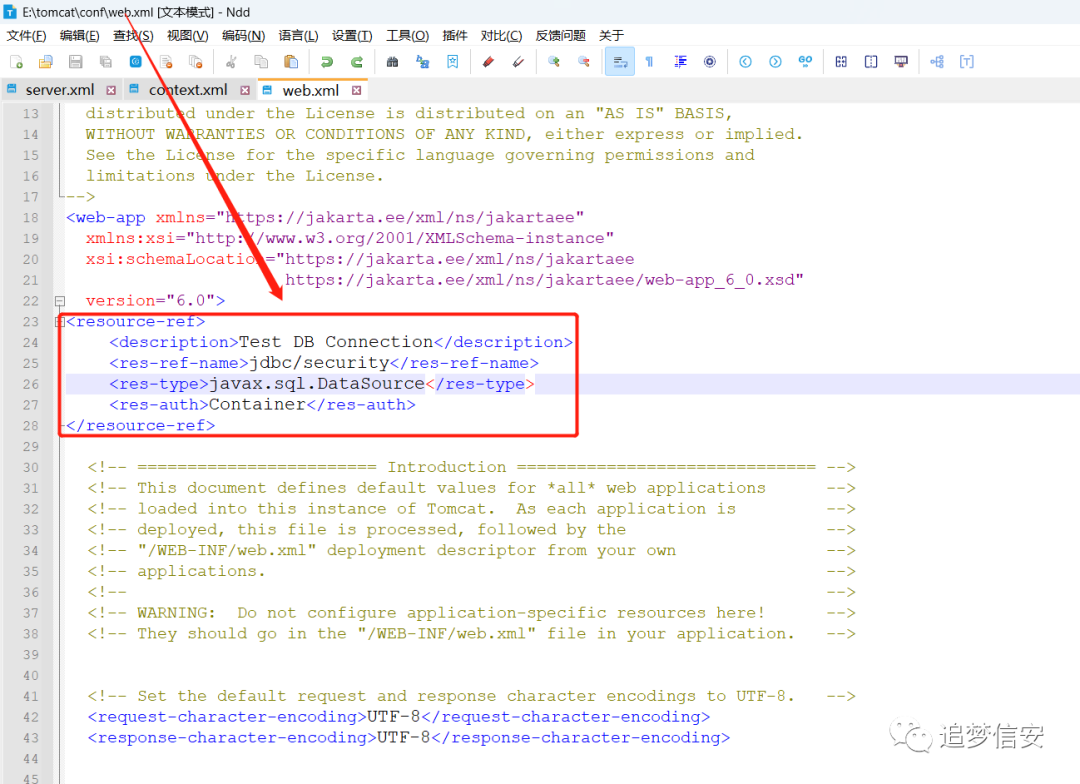 E:\tomcat\conf\web.xml [文本模式] - Ndd
文件(F) 编辑(E) 查找(S) 视图(V) 编码(N) 语言(L) 设置(T) 工具(O) 插件 对比(C) 反馈问题 关于
server.xml context.xml web.xml
13 distributed under the License is distributed on an "AS IS" BASIS,
14 WITHOUT WARRANTIES OR CONDITIONS OF ANY KIND, either express or implied.
15 See the License for the specific language governing permissions and
16 limitations under the License.
17 -->
18 <web-app xmlns="https://jakarta.ee/xml/ns/jakartaee"
19 xmlns:xsi="http://www.w3.org/2001/XMLSchema-instance"
20 xsi:schemaLocation="https://jakarta.ee/xml/ns/jakartaee
21 https://jakarta.ee/xml/ns/jakartaee/web-app_6_0.xsd"
22 version="6.0">
23 <resource-ref>
24 <description>Test DB Connection</description>
25 <res-ref-name>jdbc/security</res-ref-name>
26 <res-type>javax.sql.DataSource</res-type>
27 <res-auth>Container</res-auth>
28 </resource-ref>
29
30 <!-- ======================== Introduction ============================== -->
31 <!-- This document defines default values for *all* web applications -->
32 <!-- loaded into this instance of Tomcat. As each application is -->
33 <!-- deployed, this file is processed, followed by the -->
34 <!-- "/WEB-INF/web.xml" deployment descriptor from your own -->
35 <!-- applications. -->
36 <!-- -->
37 <!-- WARNING: Do not configure application-specific resources here! -->
38 <!-- They should go in the "/WEB-INF/web.xml" file in your application. -->
39
40
41 <!-- Set the default request and response character encodings to UTF-8. -->
42 <request-character-encoding>UTF-8</request-character-encoding>
43 <response-character-encoding>UTF-8</response-character-encoding>
44
45
追梦信安